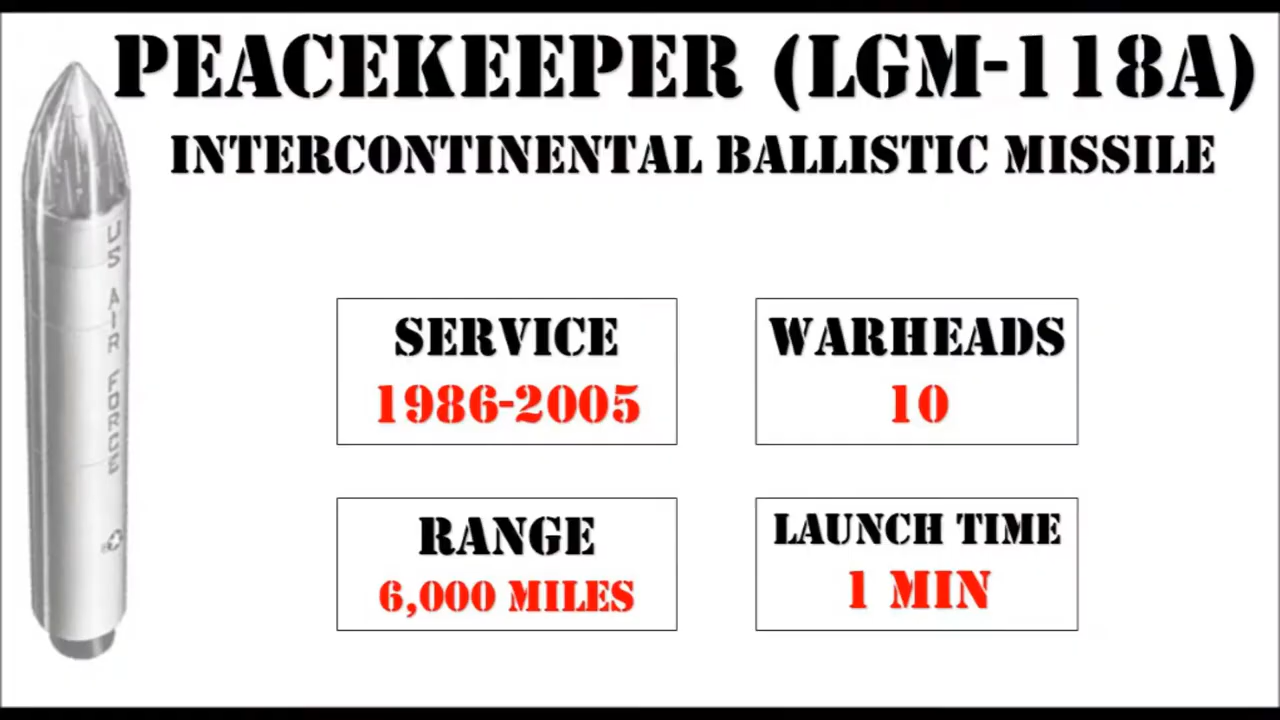 PEACEKEEPER (LGM-118A)
INTERCONTINENTAL BALLISTIC MISSILE
US AIR FORCE
SERVICE
1986-2005
WARHEADS
10
RANGE
6,000 MILES
LAUNCH TIME
1 MIN